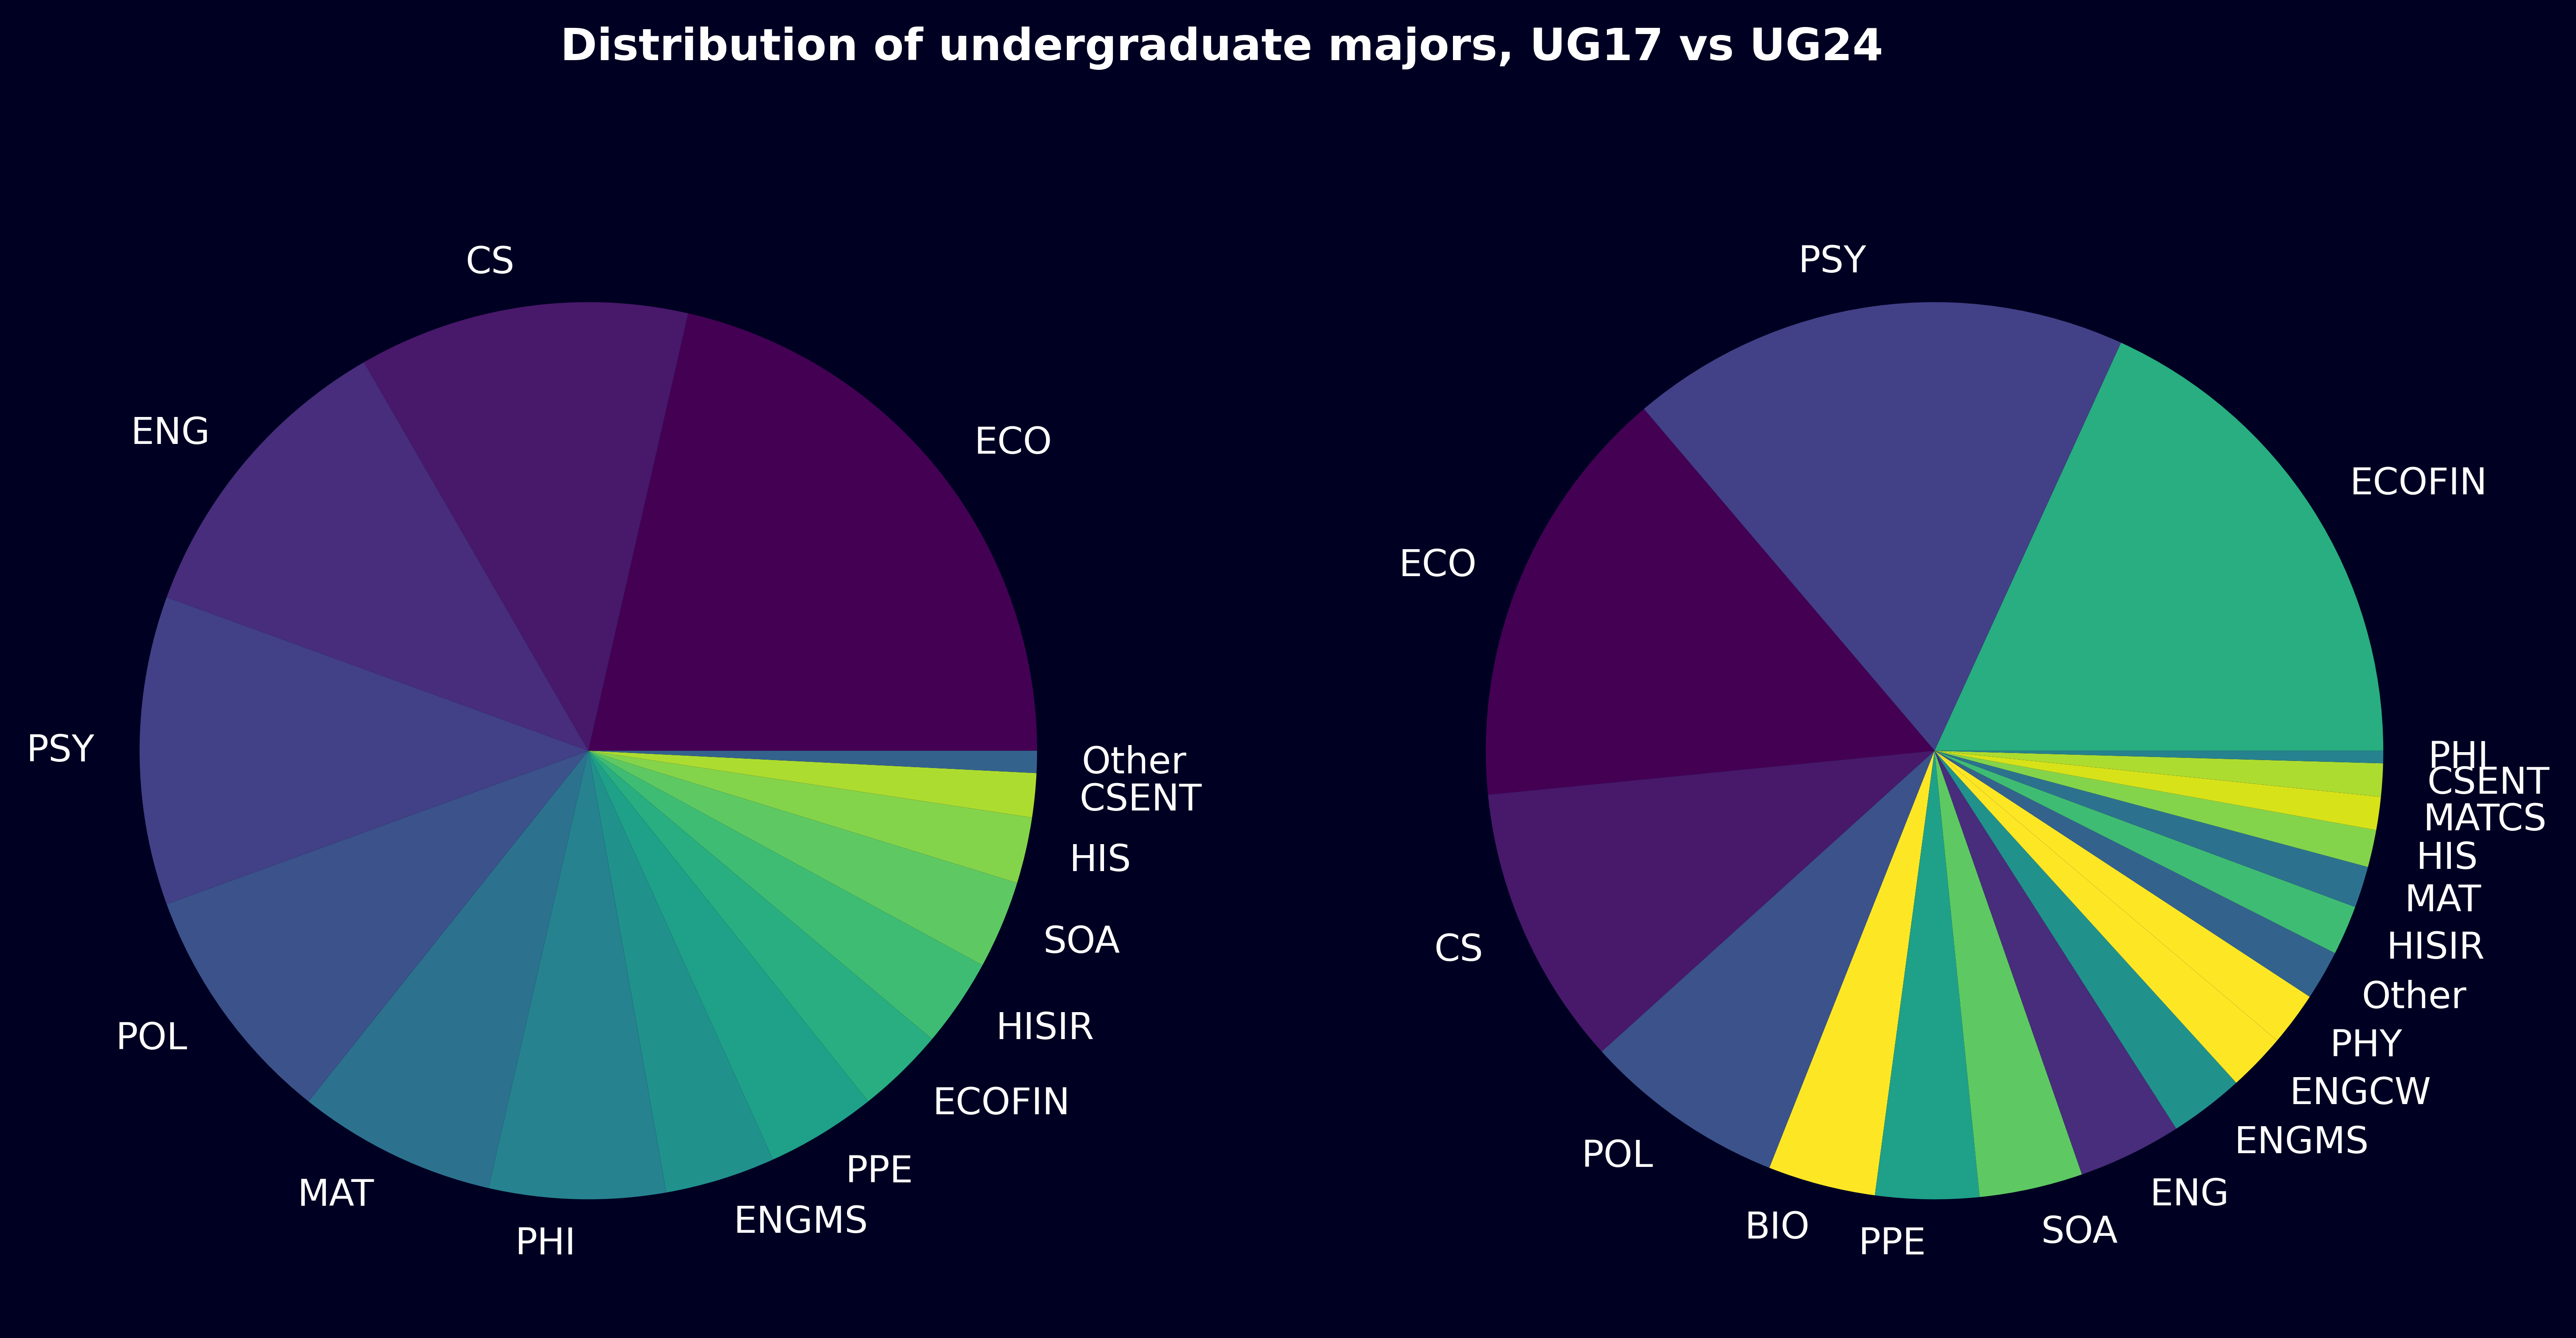 Distribution of undergraduate majors, UG17 vs UG24
CS
ECO
ENG
PSY
POL
MAT
PHI
ENGMS
PPE
ECOFIN
HISIR
SOA
HIS
CSENT
Other
PSY
ECOFIN
ECO
CS
POL
BIO
PPE
SOA
ENG
ENGMS
ENGCW
PHY
Other
HISIR
MAT
HIS
MATCS
CSENT
PHI